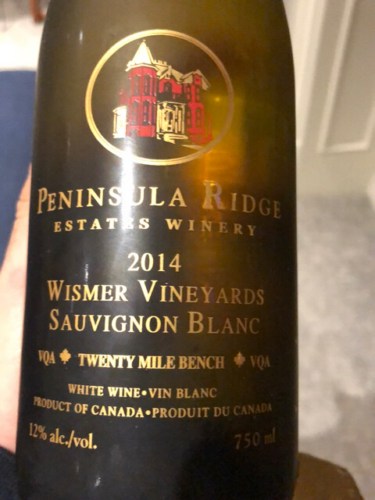 PENINSULA RIDGE
ESTATES WINERY
2014
WISMER VINEYARDS
SAUVIGNON BLANC
VQA TWENTY MILE BENCH VQA
WHITE WINE•VIN BLANC
PRODUCT OF CANADA•PRODUIT DU CANADA
12% alc./vol. 750 ml